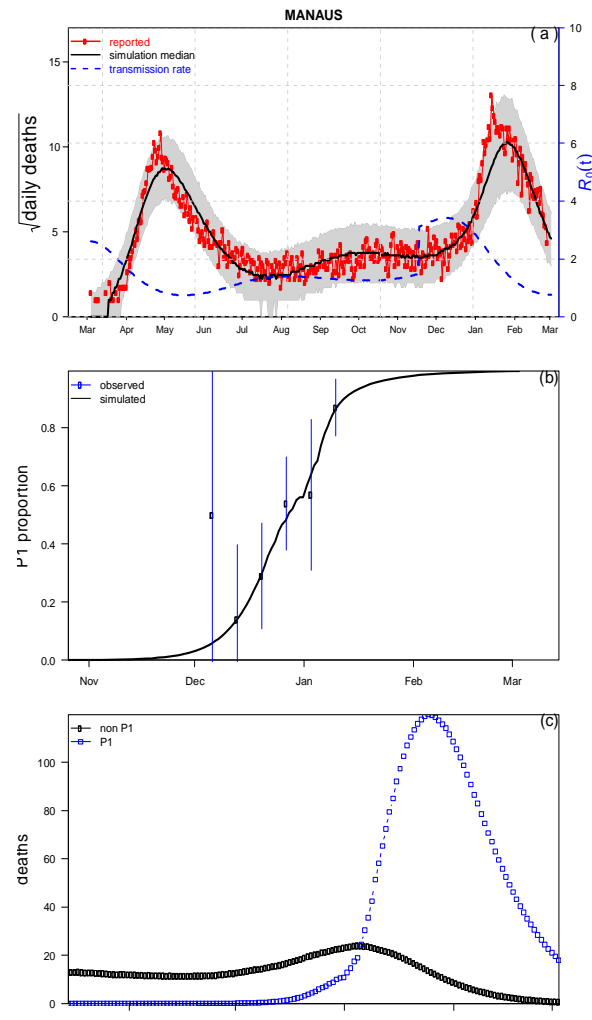 MANAUS
(a)
reported
simulation median
transmission rate
√daily deaths
R₀(t)
15
10
5
0
10
8
6
4
2
0
Mar Apr May Jun Jul Aug Sep Oct Nov Dec Jan Feb Mar
(b)
observed
simulated
P1 proportion
0.8
0.6
0.4
0.2
0.0
Nov Dec Jan Feb Mar
(c)
non P1
P1
deaths
100
80
60
40
20
0